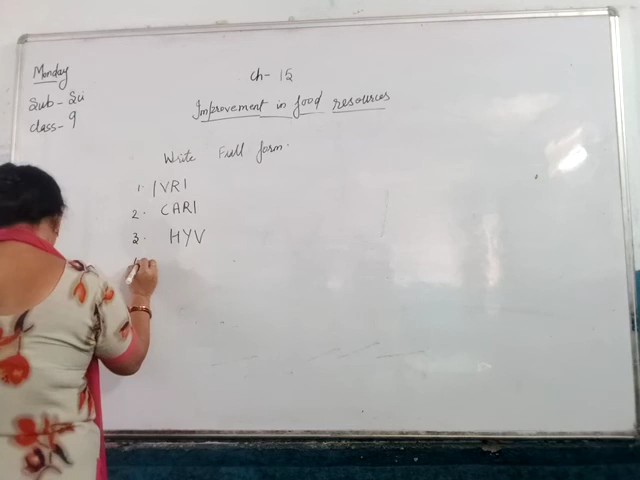 Monday
Sub - Sci
class - 9
Ch - 15
Improvement in food resources
Write Full form.
1. IVRI
2. CARI
3. HYV